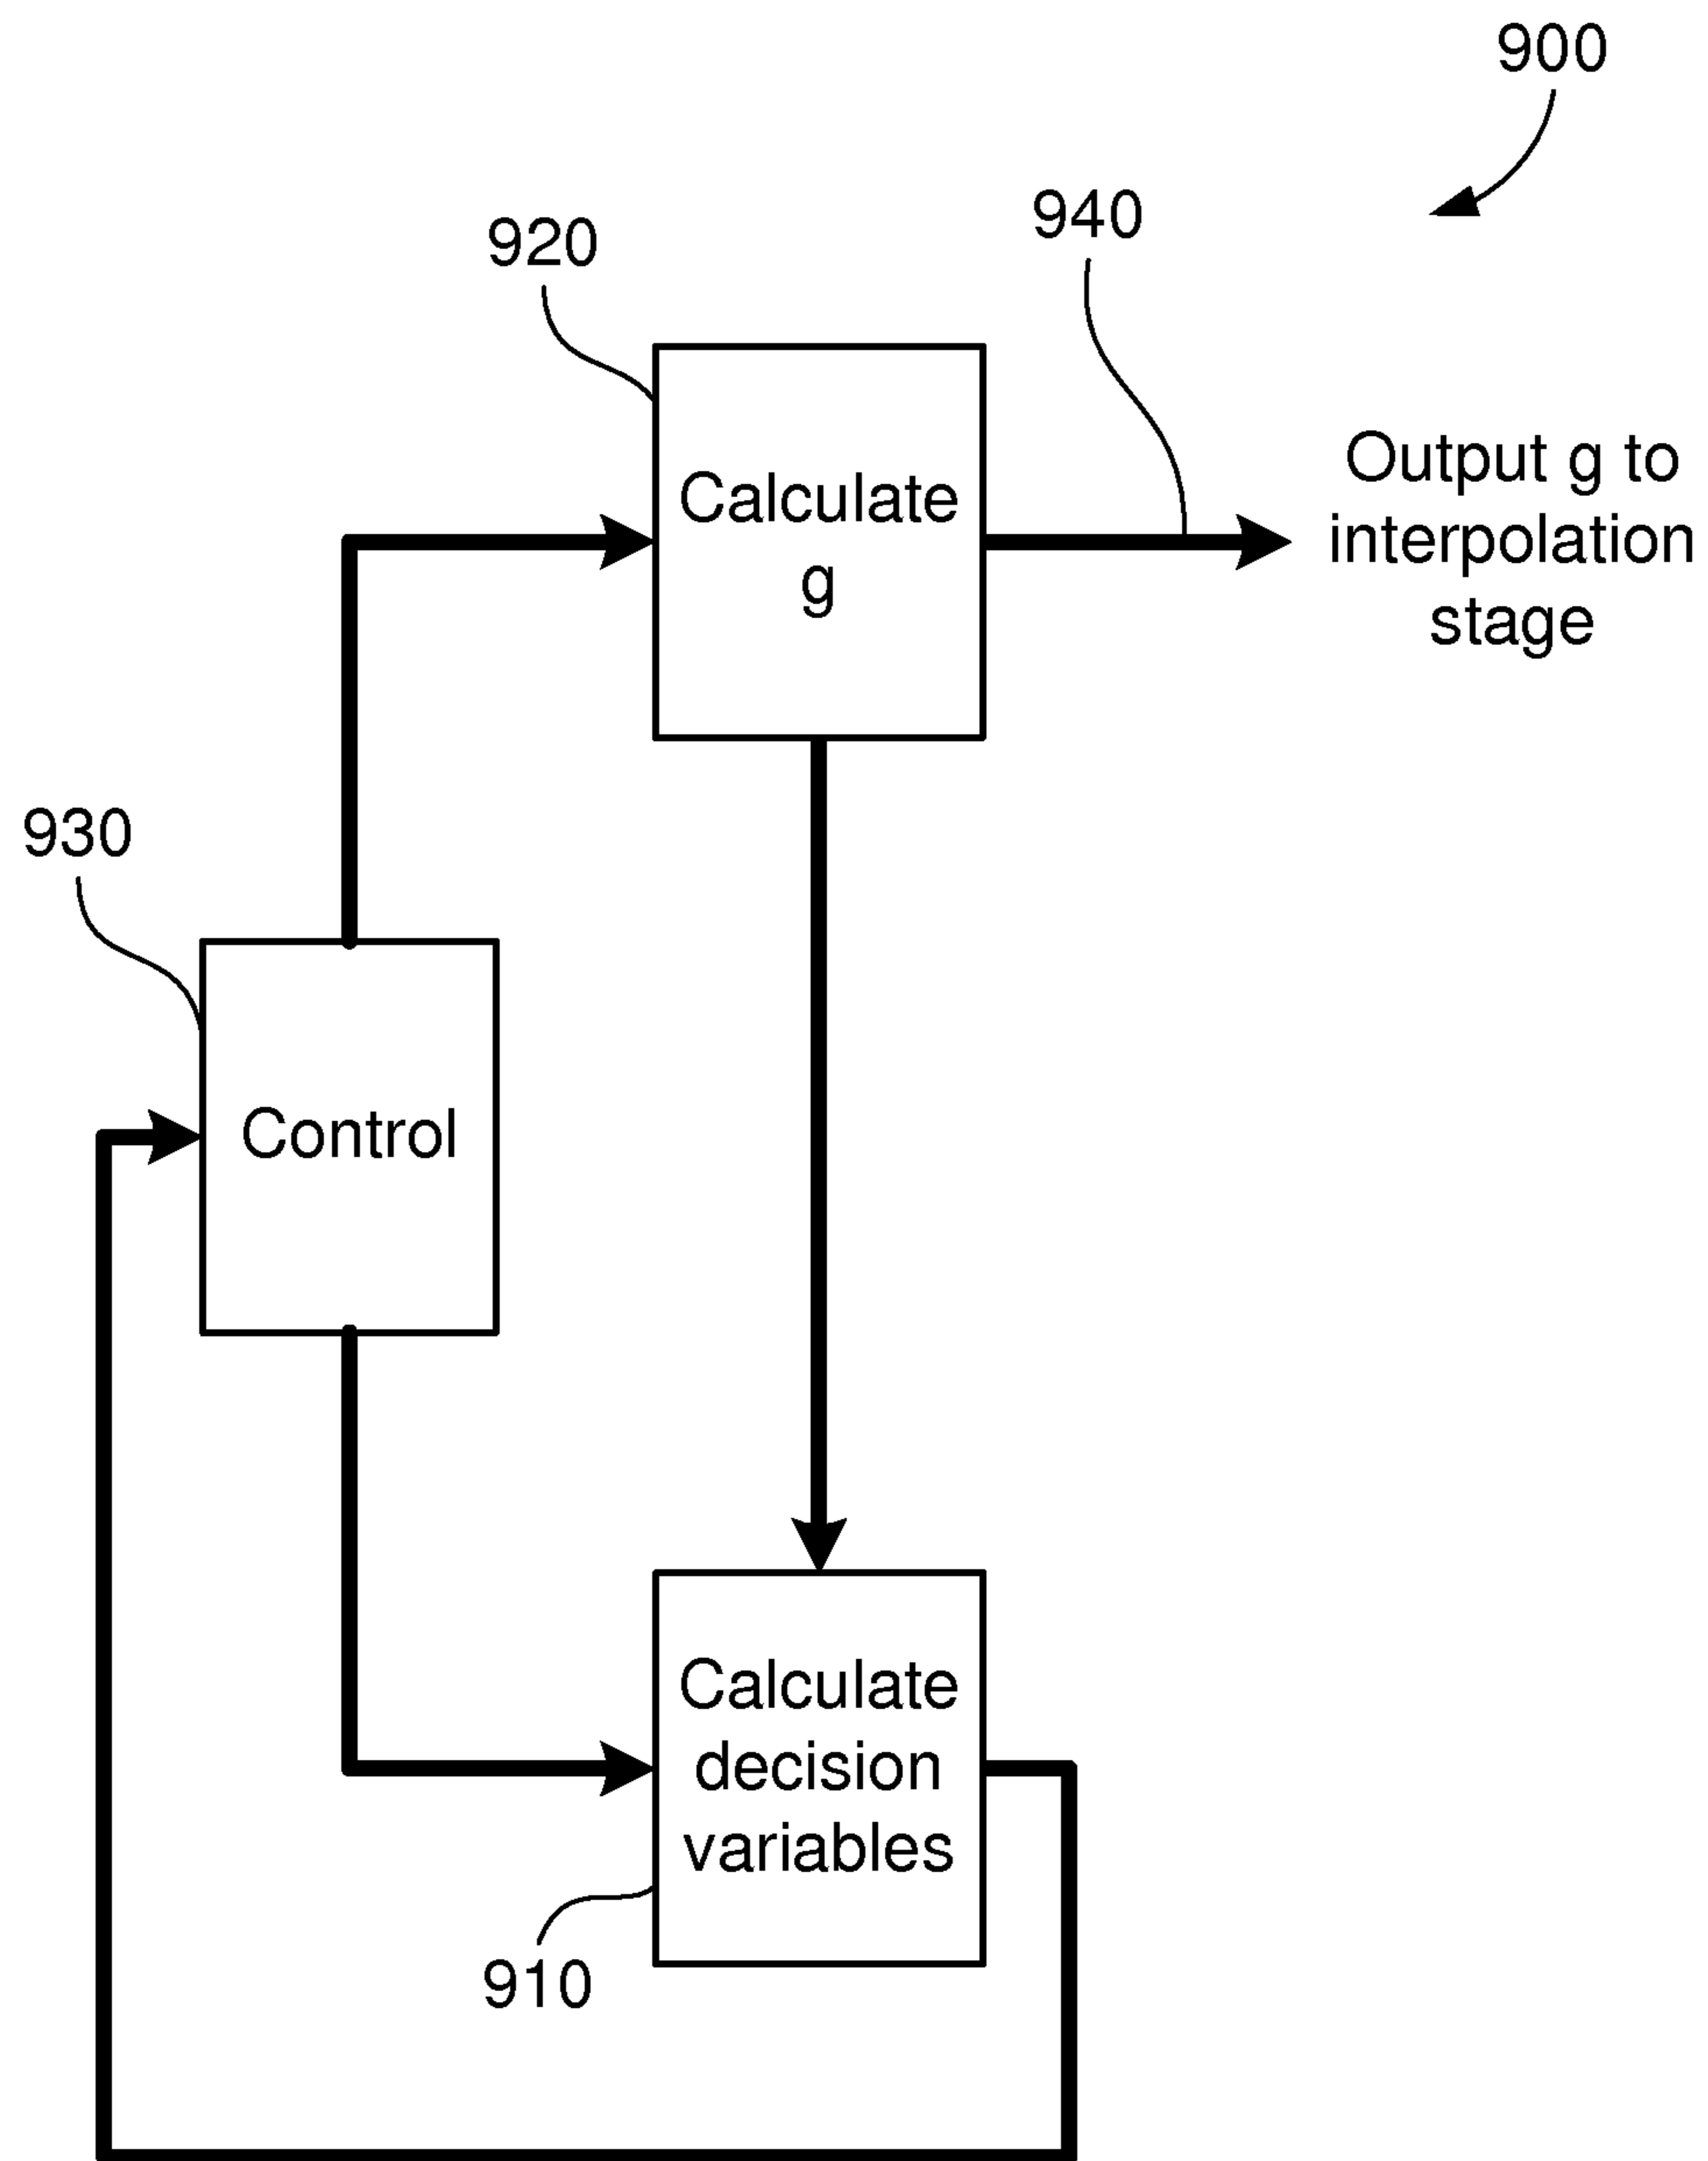 900
940
920
Calculate
g
Output g to
interpolation
stage
930
Control
Calculate
decision
variables
910